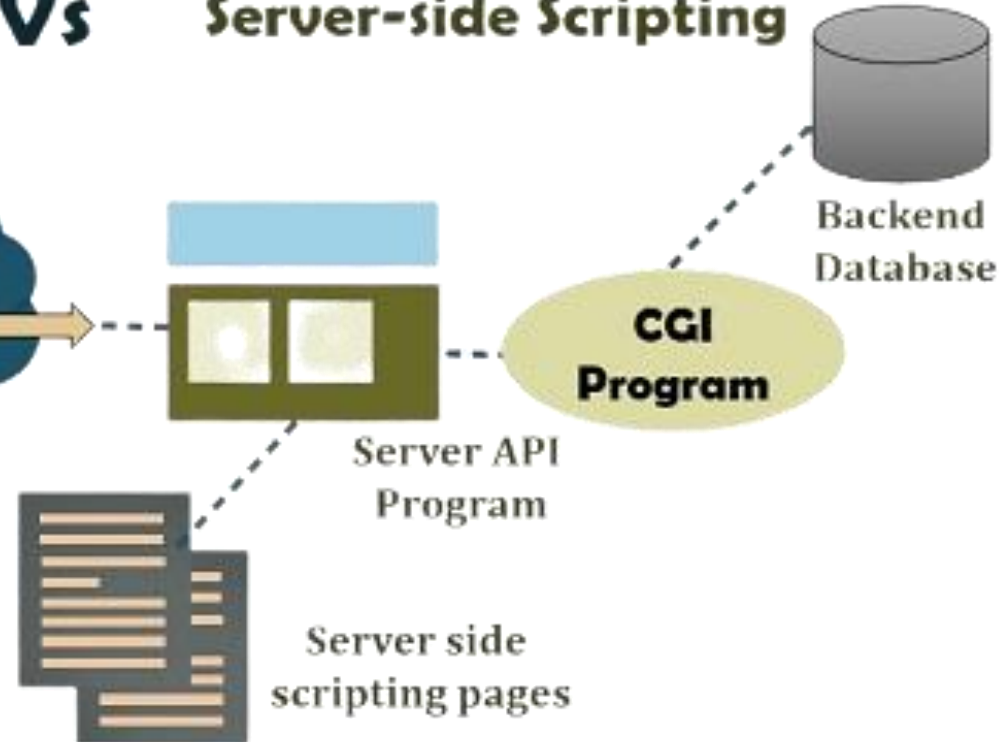 Vs Server-side Scripting
Backend
Database
CGI
Program
Server API
Program
Server side
scripting pages